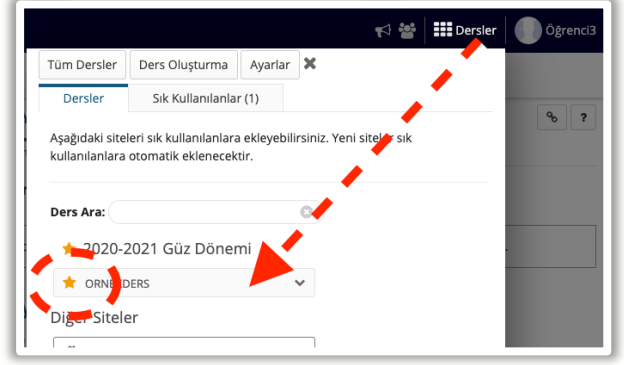 Dersler Öğrenci3
Tüm Dersler Ders Oluşturma Ayarlar
Dersler Sık Kullanılanlar (1)
?
Aşağıdaki siteleri sık kullanılanlara ekleyebilirsiniz. Yeni siteler sık
kullanılanlara otomatik eklenecektir.
Ders Ara:
2020-2021 Güz Dönemi
ORNEKDERS
Diğer Siteler